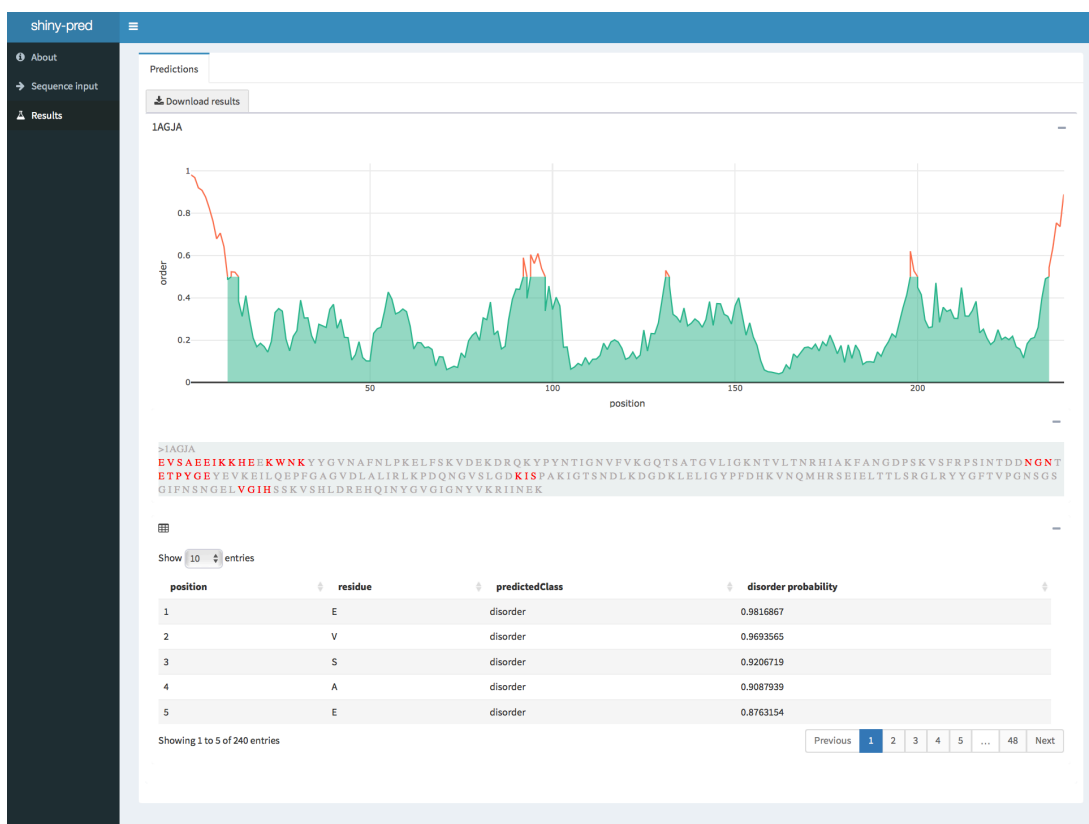 shiny-pred
About
Sequence input
Results
Predictions
Download results
1AGJA
1
0.8
0.6
order
0.4
0.2
0
50
100
150
200
position
>1AGJA
EVSAEEIKKHEEKWNKYYGVNAFNLPKELFSKVDEKDRQKYPYNTIGNVFVKGQTSATGVLIGKNTVLTNRHIAKFANGDPSKVSFRPSINTDDNGNT
ETPYGEYEVKEILQEPFGAGVDLALIRLKPDQNGVSLGDKISPAKIGTSNDLKDGDKLELIGYPFDHKVNQMHRSEIELTTLSRGLRYYGFTVPGNSGS
GIFNSNGELVGIHSSKVSHLDREHQINYGVGIGNYVKRIINEK
Show 10 entries
position residue predictedClass disorder probability
1 E disorder 0.9816867
2 V disorder 0.9693565
3 S disorder 0.9206719
4 A disorder 0.9087939
5 E disorder 0.8763154
Showing 1 to 5 of 240 entries
Previous 1 2 3 4 5 ... 48 Next